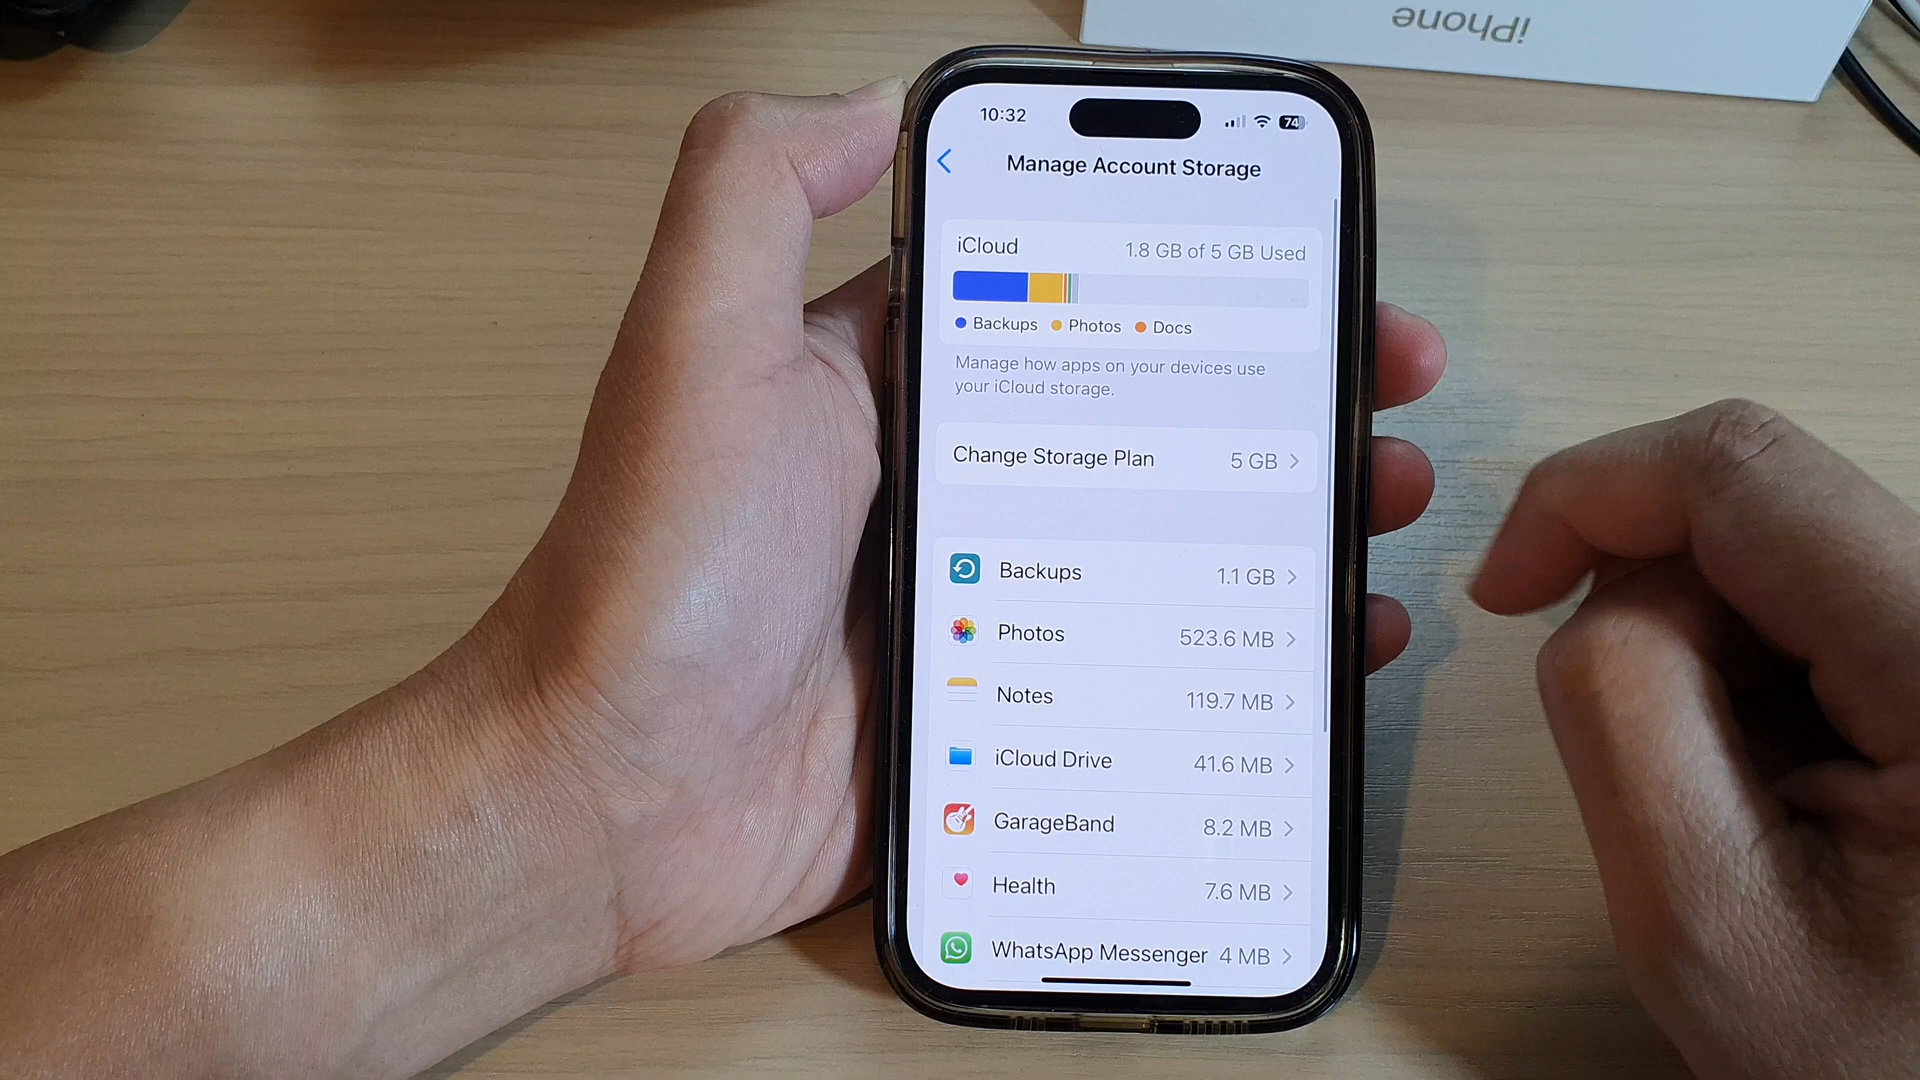 iPhone
10:32
74
Manage Account Storage
iCloud 1.8 GB of 5 GB Used
Backups Photos Docs
Manage how apps on your devices use
your iCloud storage.
Change Storage Plan 5 GB
Backups 1.1 GB
Photos 523.6 MB
Notes 119.7 MB
iCloud Drive 41.6 MB
GarageBand 8.2 MB
Health 7.6 MB
WhatsApp Messenger 4 MB